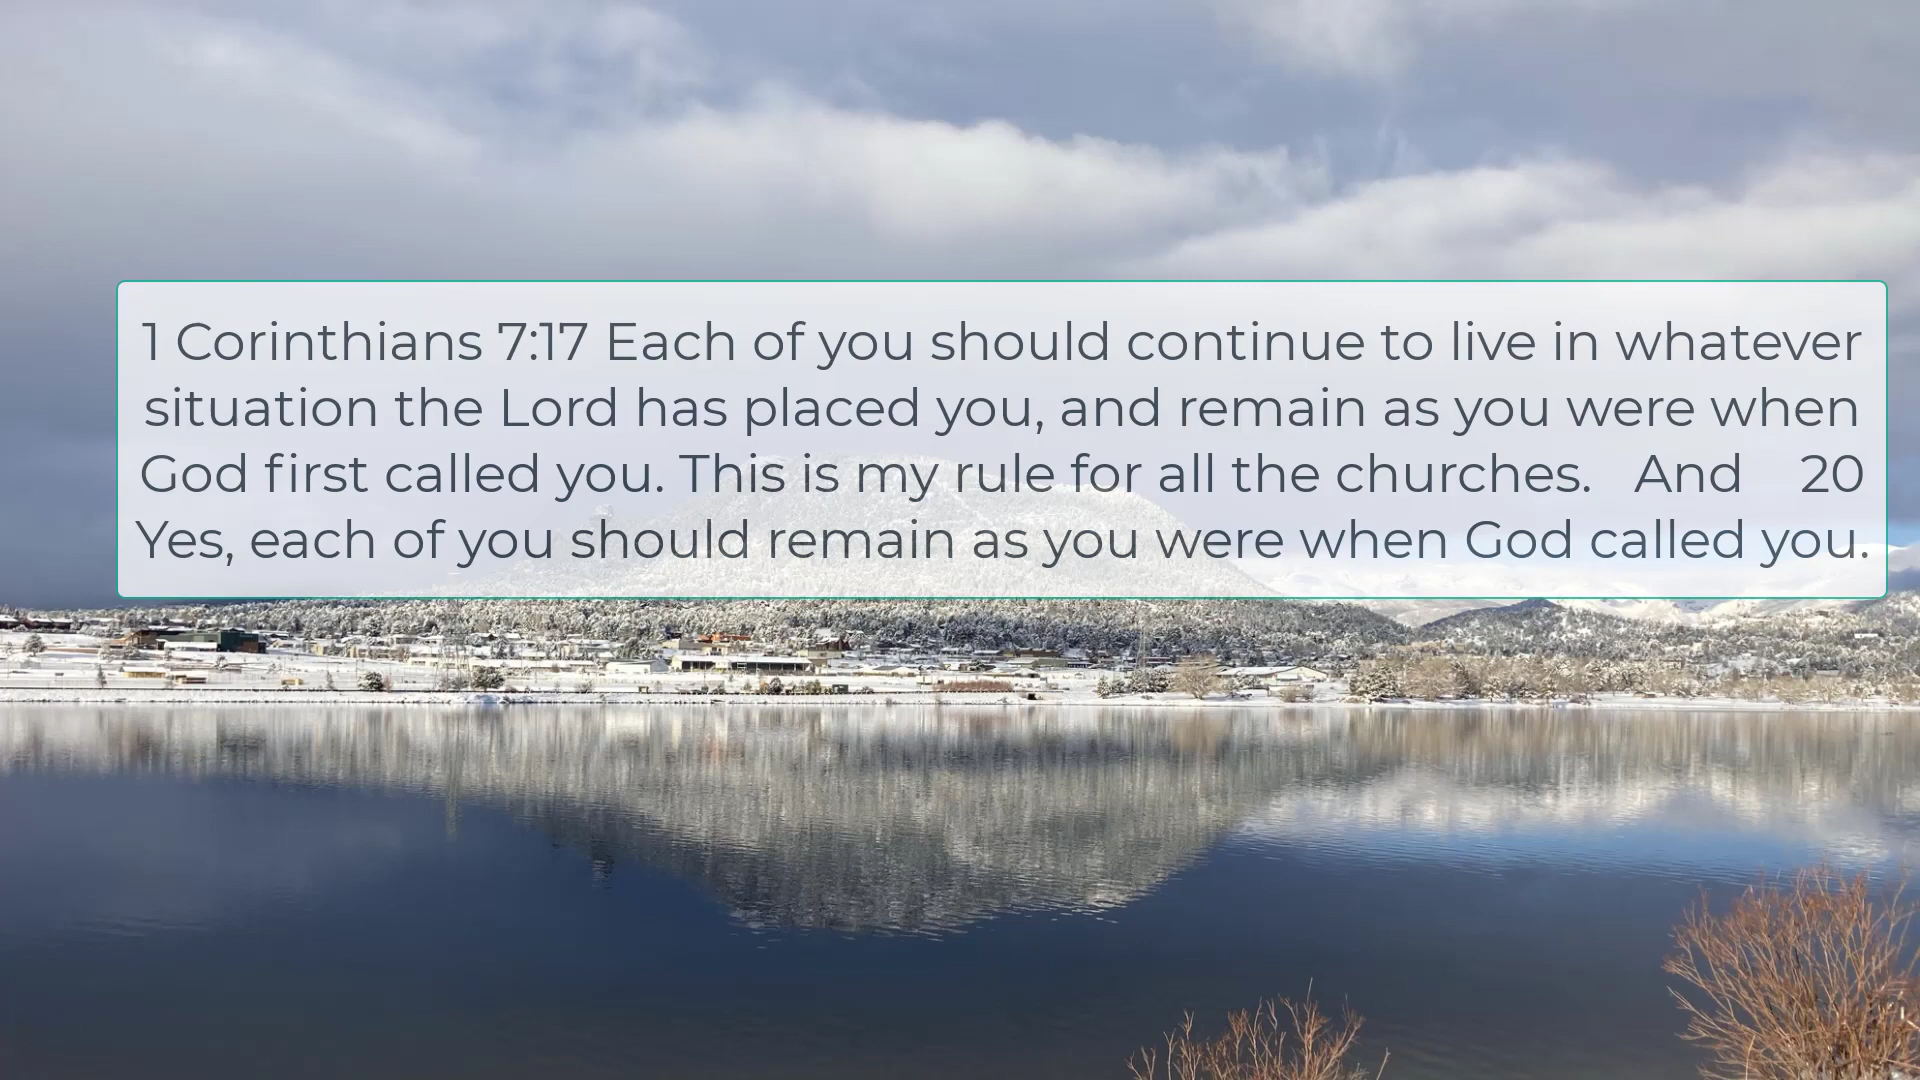 1 Corinthians 7:17 Each of you should continue to live in whatever
situation the Lord has placed you, and remain as you were when
God first called you. This is my rule for all the churches. And 20
Yes, each of you should remain as you were when God called you.